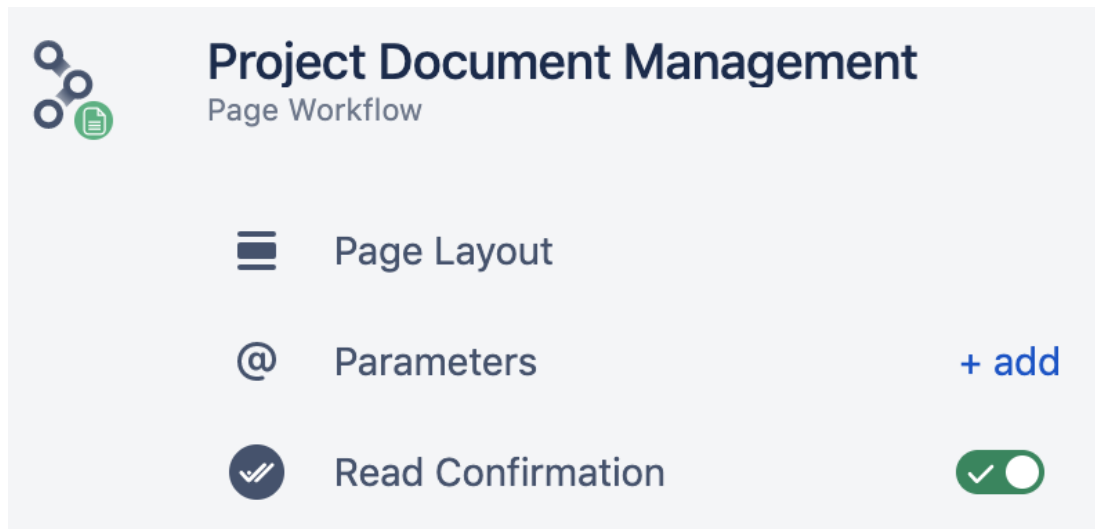 Project Document Management
Page Workflow
Page Layout
@ Parameters + add
Read Confirmation